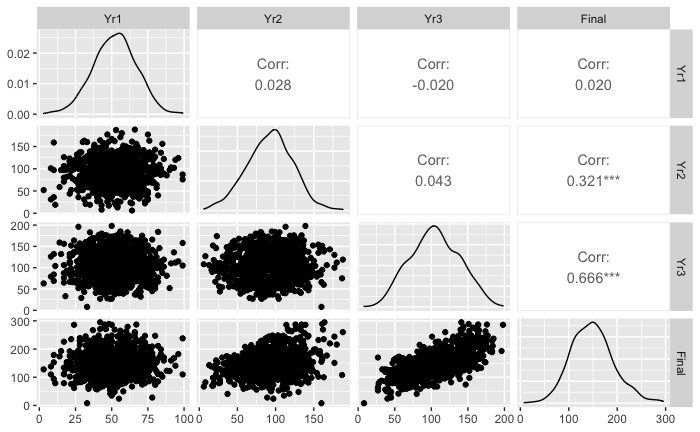 Yr1 Yr2 Yr3 Final
0.02
0.01
0.00
Corr:
0.028
Corr:
-0.020
Corr:
0.020
Yr1
150
100
50
0
Corr:
0.043
Corr:
0.321***
Yr2
200
150
100
50
0
Corr:
0.666***
Yr3
300
200
100
0
Final
0 25 50 75 100 0 50 100 150 0 50 100 150 200 0 100 200 300